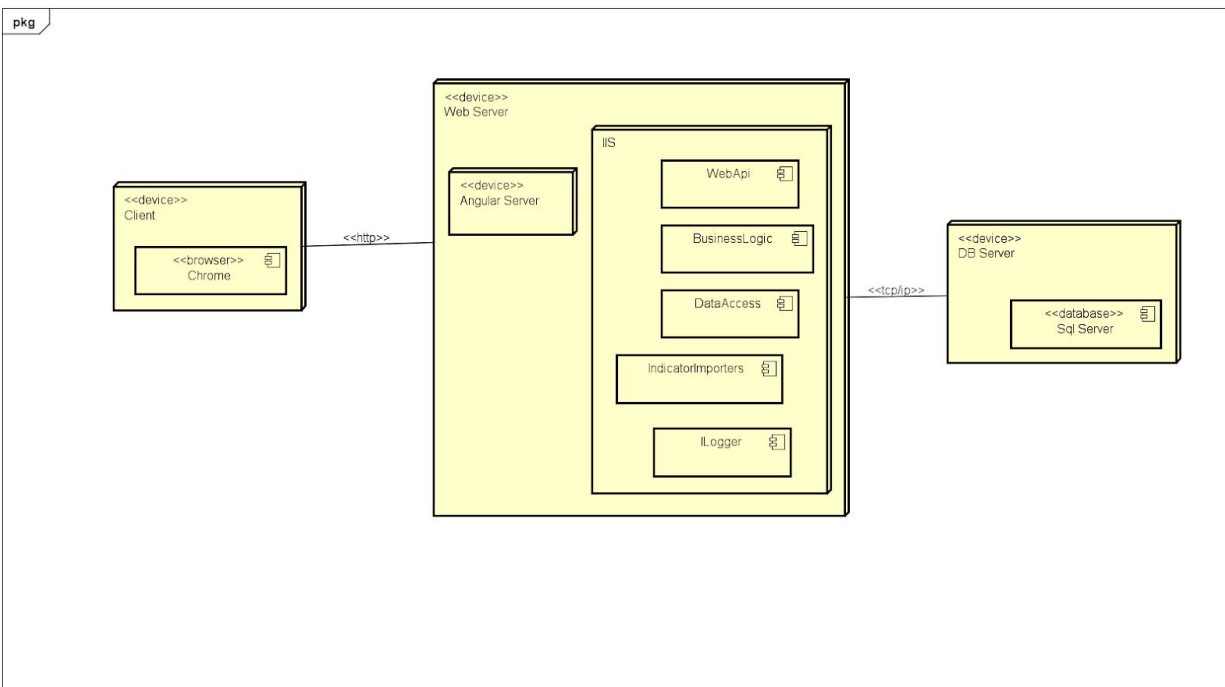 pkg
<<device>>
Client
<<browser>>
Chrome
<<http>>
<<device>>
Web Server
<<device>>
Angular Server
IIS
WebApi
BusinessLogic
DataAccess
IndicatorImporters
ILogger
<<tcp/ip>>
<<device>>
DB Server
<<database>>
Sql Server